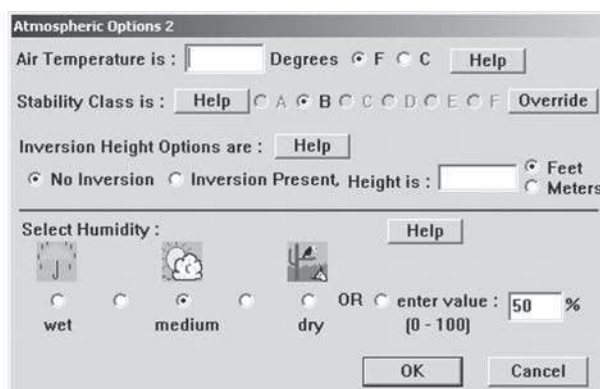 Atmospheric Options 2
Air Temperature is : Degrees F C Help
Stability Class is : Help A B C D E F Override
Inversion Height Options are : Help
No Inversion Inversion Present, Height is : Feet
Meters
Select Humidity : Help
OR enter value : 50 %
wet medium dry (0 - 100)
OK Cancel